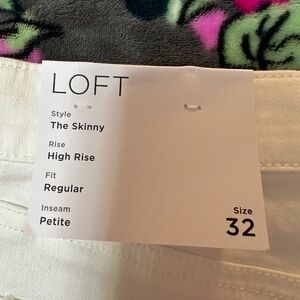 LOFT
Style
The Skinny
Rise
High Rise
Fit
Regular
Inseam
Petite
Size
32